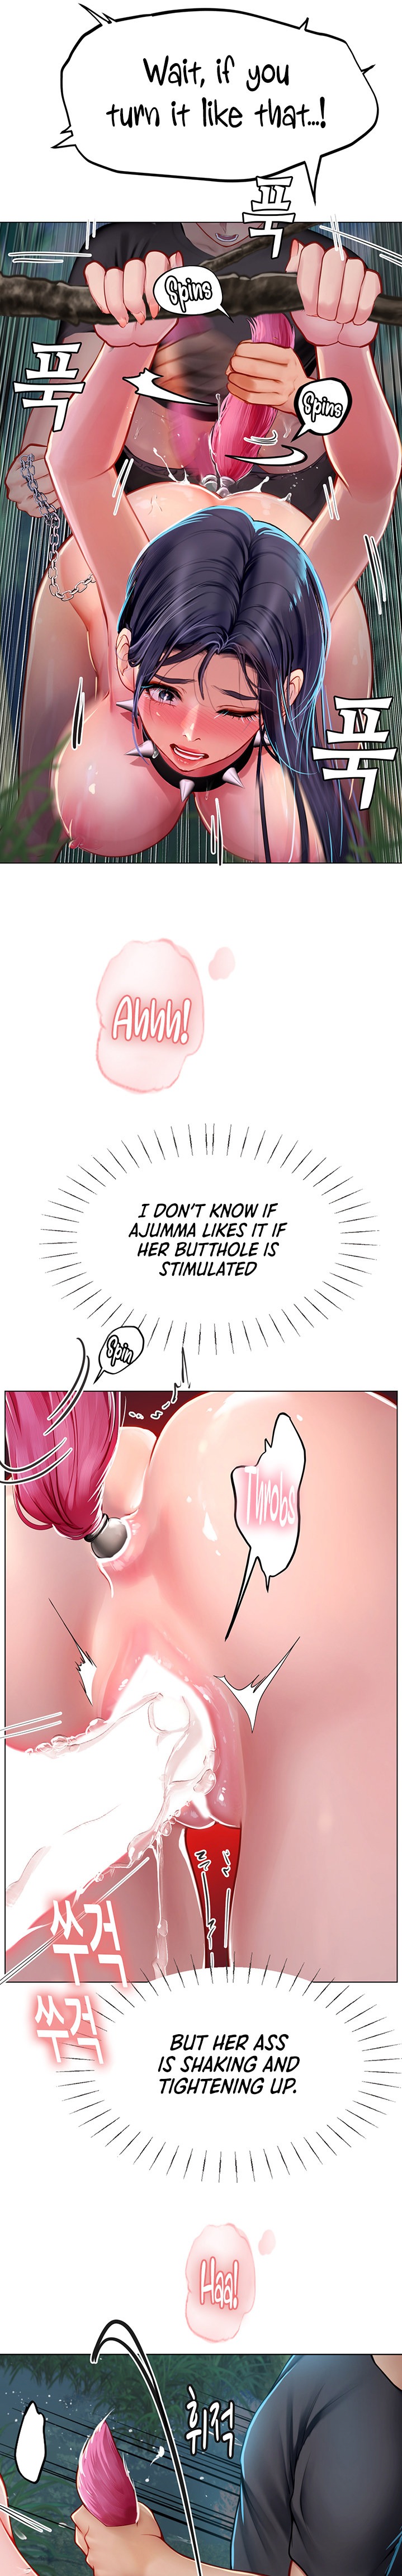 Wait, if you
turn it like that...!
푹
Spins
푹
Spins
푹
Ahhh!
I DON'T KNOW IF
AJUMMA LIKES IT IF
HER BUTTHOLE IS
STIMULATED
Spin
Throbs
쑤걱
쑤걱
BUT HER ASS
IS SHAKING AND
TIGHTENING UP.
Haa!
휘적